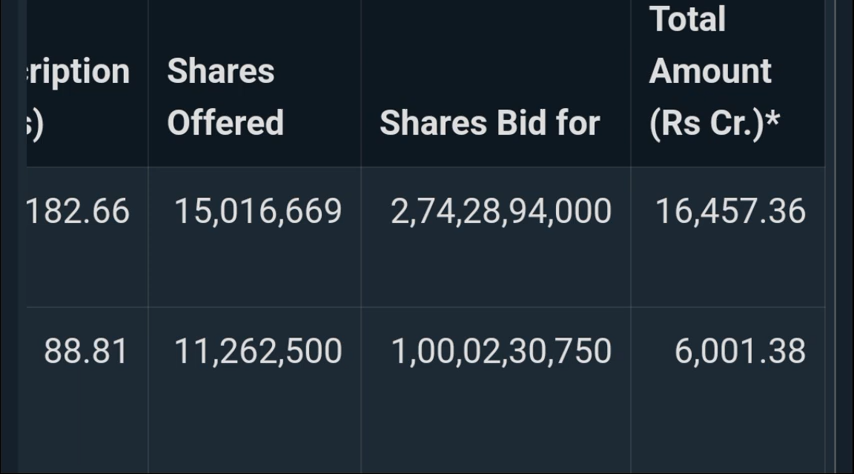 Total
ription Shares Amount
s) Offered Shares Bid for (Rs Cr.)*
182.66 15,016,669 2,74,28,94,000 16,457.36
88.81 11,262,500 1,00,02,30,750 6,001.38